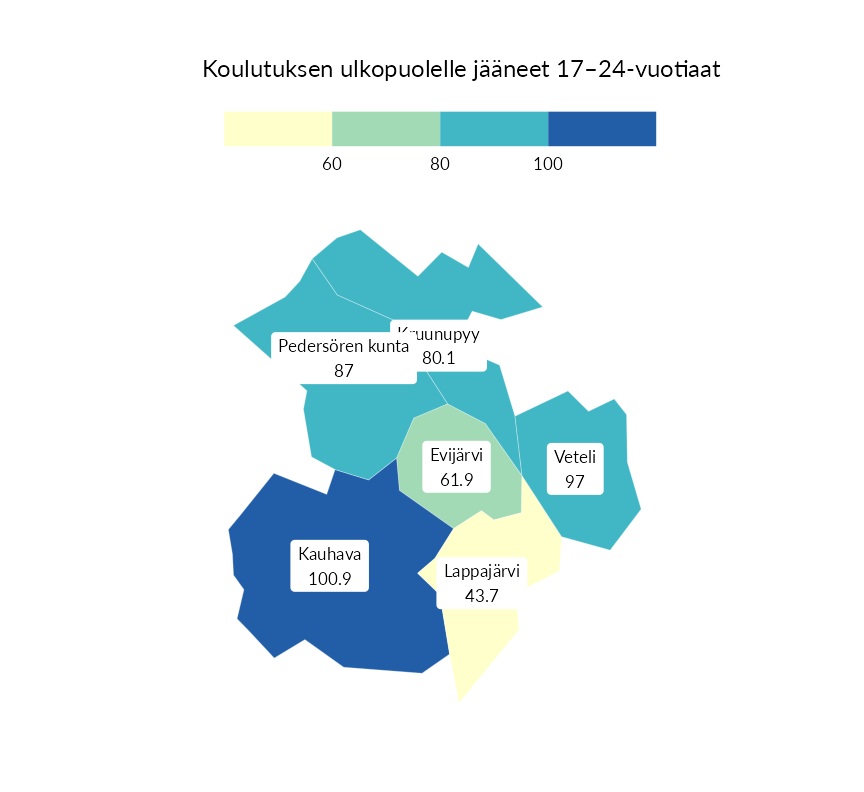 Koulutuksen ulkopuolelle jääneet 17–24-vuotiaat
60
80
100
Kruunupyy
80.1
Pedersören kunta
87
Evijärvi
61.9
Veteli
97
Kauhava
100.9
Lappajärvi
43.7